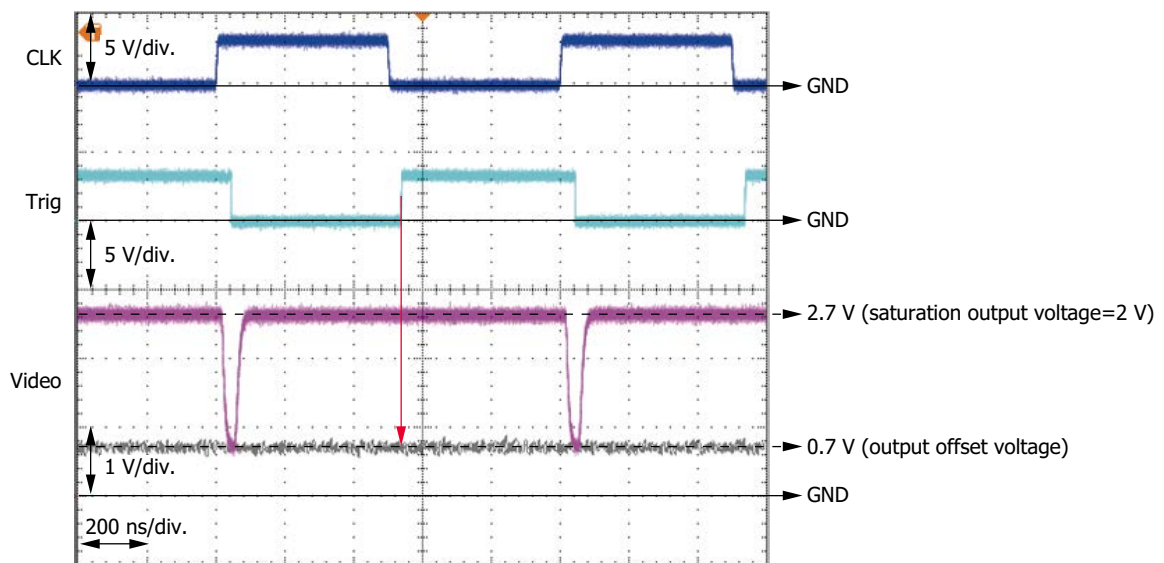 5 V/div.
CLK
GND
Trig
GND
5 V/div.
2.7 V (saturation output voltage=2 V)
Video
0.7 V (output offset voltage)
1 V/div.
GND
200 ns/div.